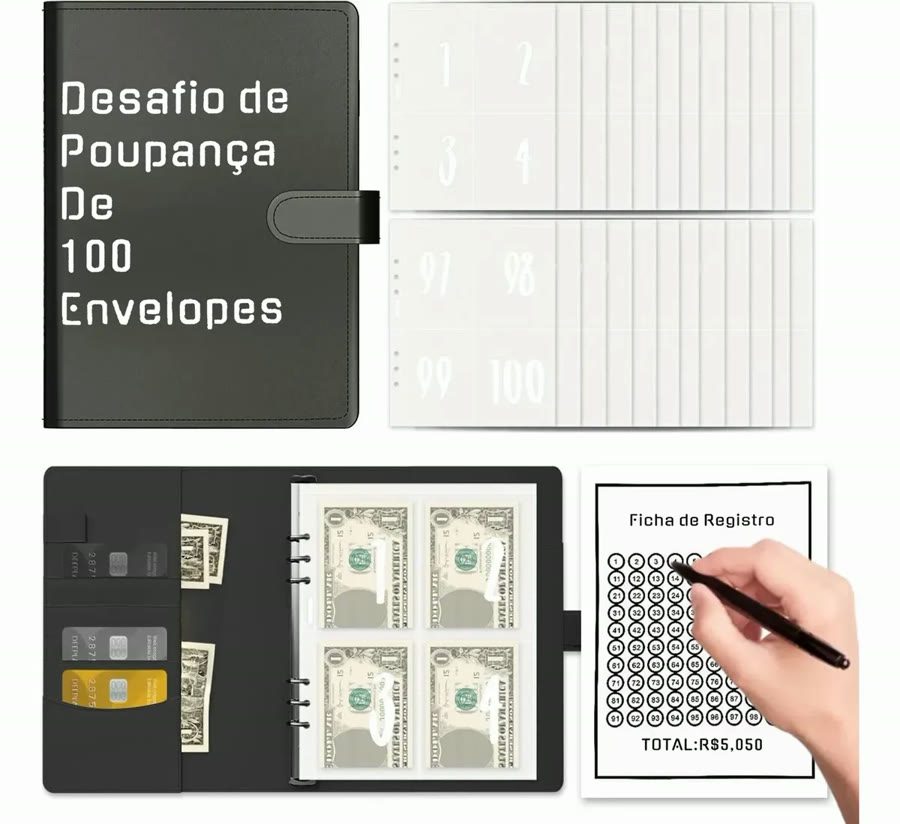 Desafio de
Poupança
De
100
Envelopes
1 2
3 4
97 98
99 100
Ficha de Registro
1 2 3
11 12 13 14
21 22 23 24
31 32 33 34
41 42 43 44
51 52 53 54 55
61 62 63 64 65 66
71 72 73 74 75 76 77
81 82 83 84 85 86 87
91 92 93 94 95 96 97 98
TOTAL:R$5,050